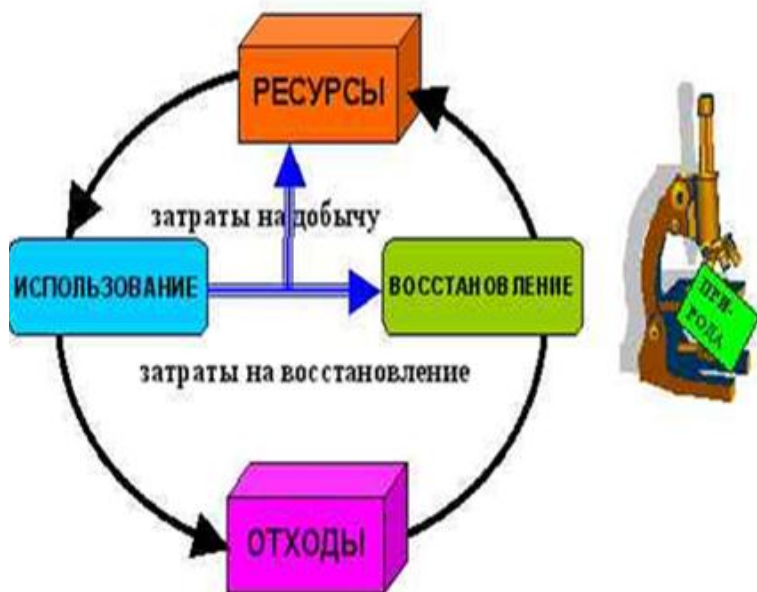 РЕСУРСЫ
затраты на добычу
ИСПОЛЬЗОВАНИЕ
ВОССТАНОВЛЕНИЕ
ПРИ-
РОДА
затраты на восстановление
ОТХОДЫ